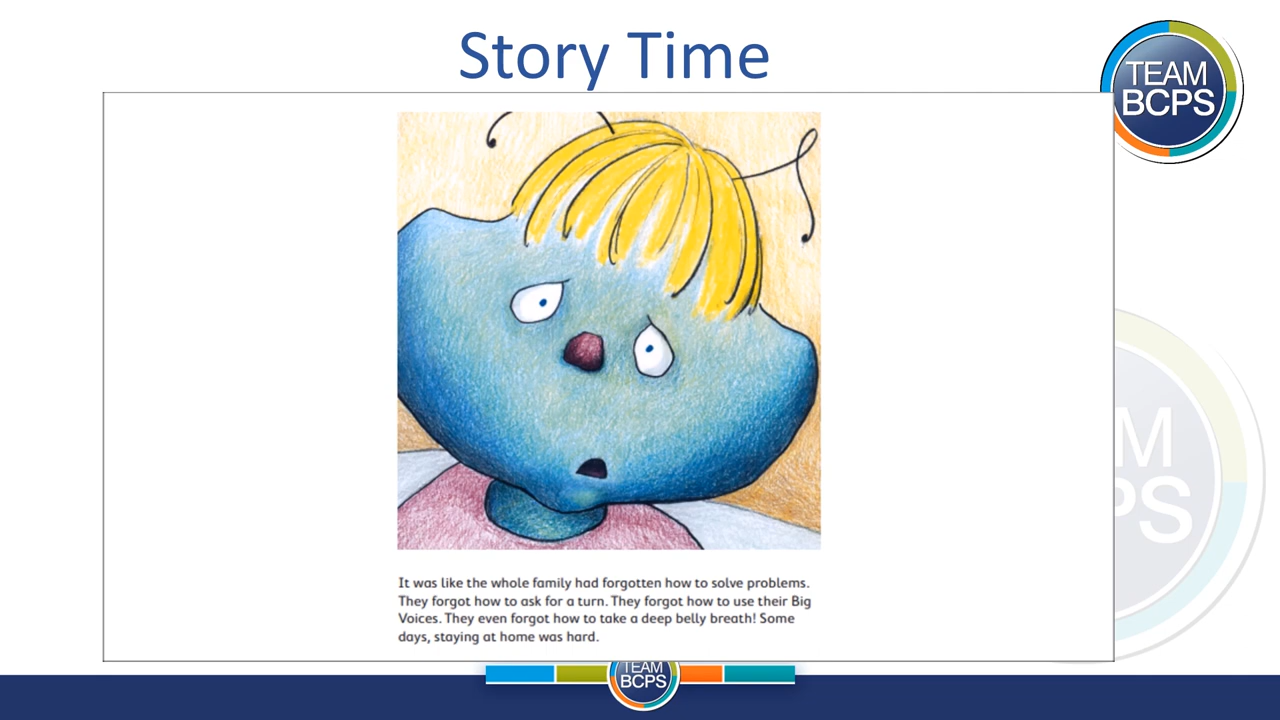 Story Time
TEAM
BCPS
It was like the whole family had forgotten how to solve problems.
They forgot how to ask for a turn. They forgot how to use their Big
Voices. They even forgot how to take a deep belly breath! Some
days, staying at home was hard.
M
PS
TEAM
BCPS